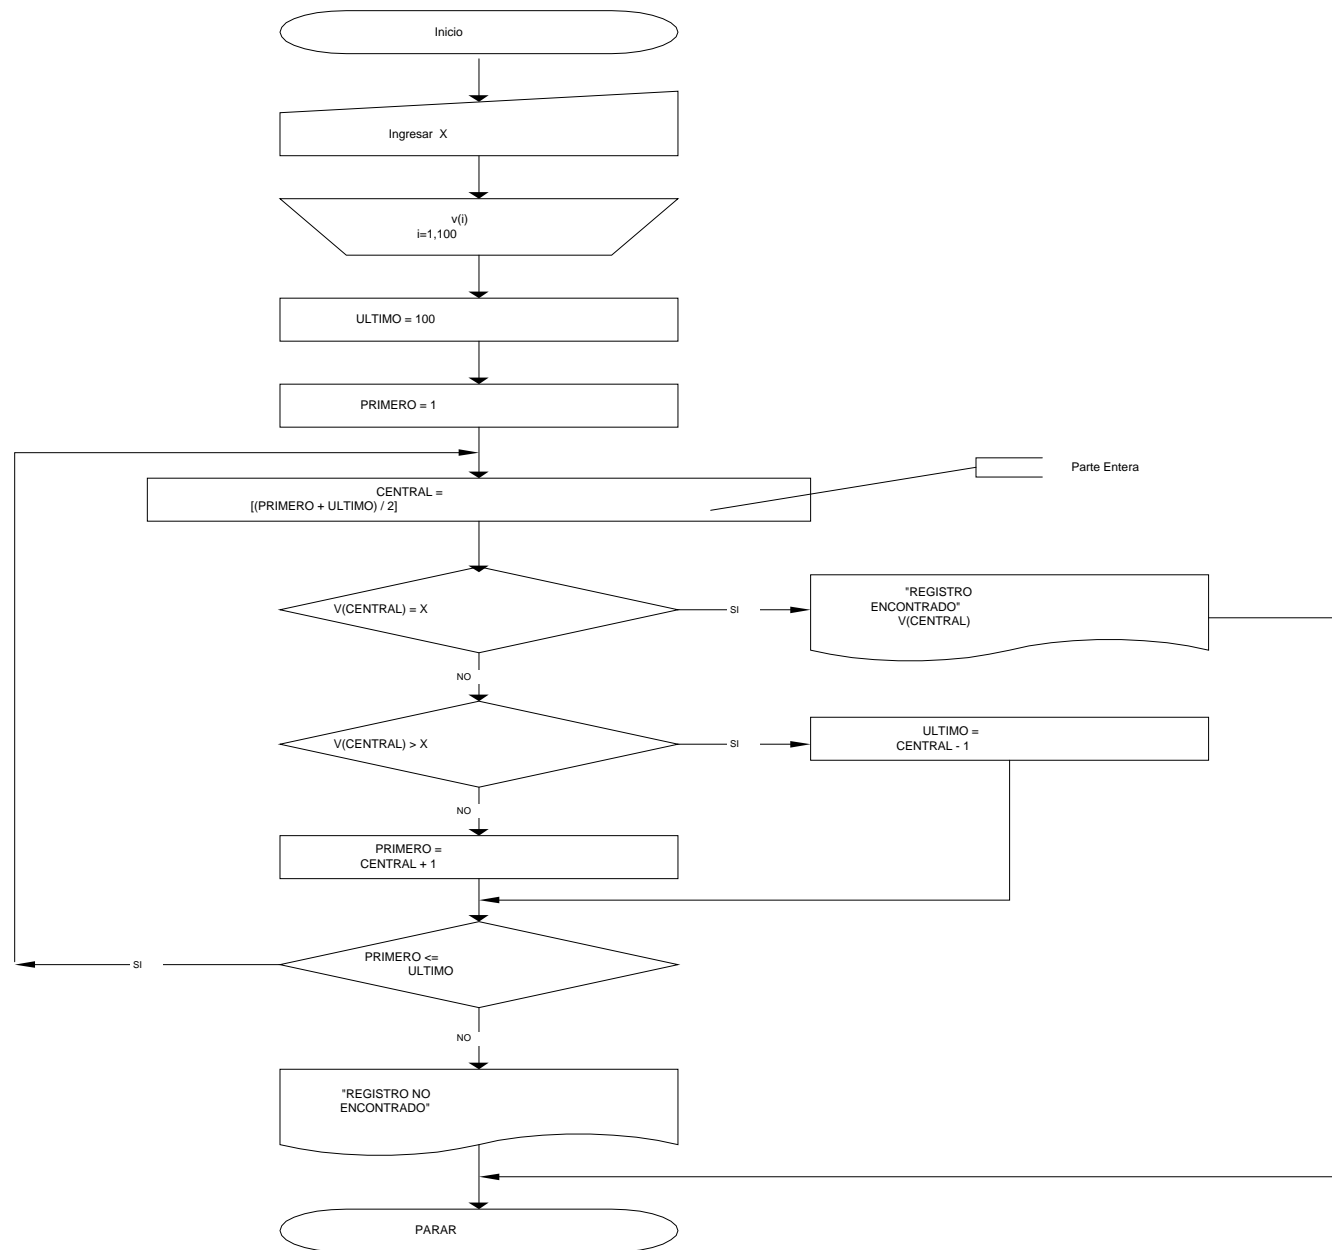 Inicio
Ingresar X
v(i)
i=1,100
ULTIMO = 100
PRIMERO = 1
Parte Entera
CENTRAL =
[(PRIMERO + ULTIMO) / 2]
V(CENTRAL) = X
SI
"REGISTRO
ENCONTRADO"
V(CENTRAL)
NO
V(CENTRAL) > X
SI
ULTIMO =
CENTRAL - 1
NO
PRIMERO =
CENTRAL + 1
PRIMERO <=
ULTIMO
SI
NO
"REGISTRO NO
ENCONTRADO"
PARAR